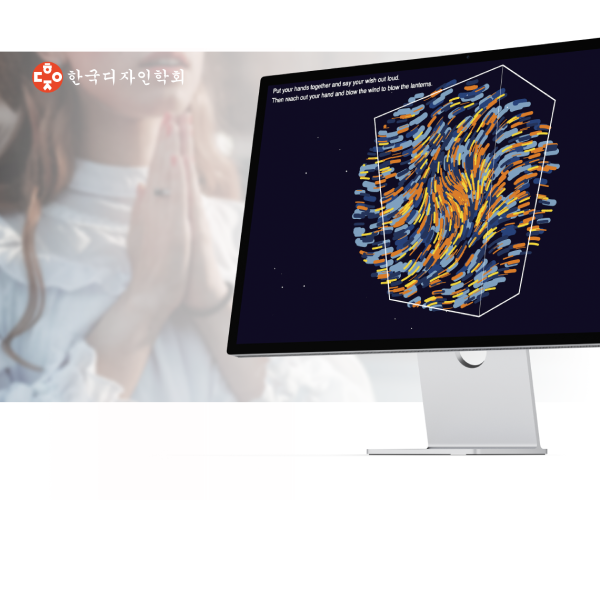 한국디자인학회
Put your hands together and say your wish out loud.
Then reach out your hand and blow the wind to blow the lanterns.